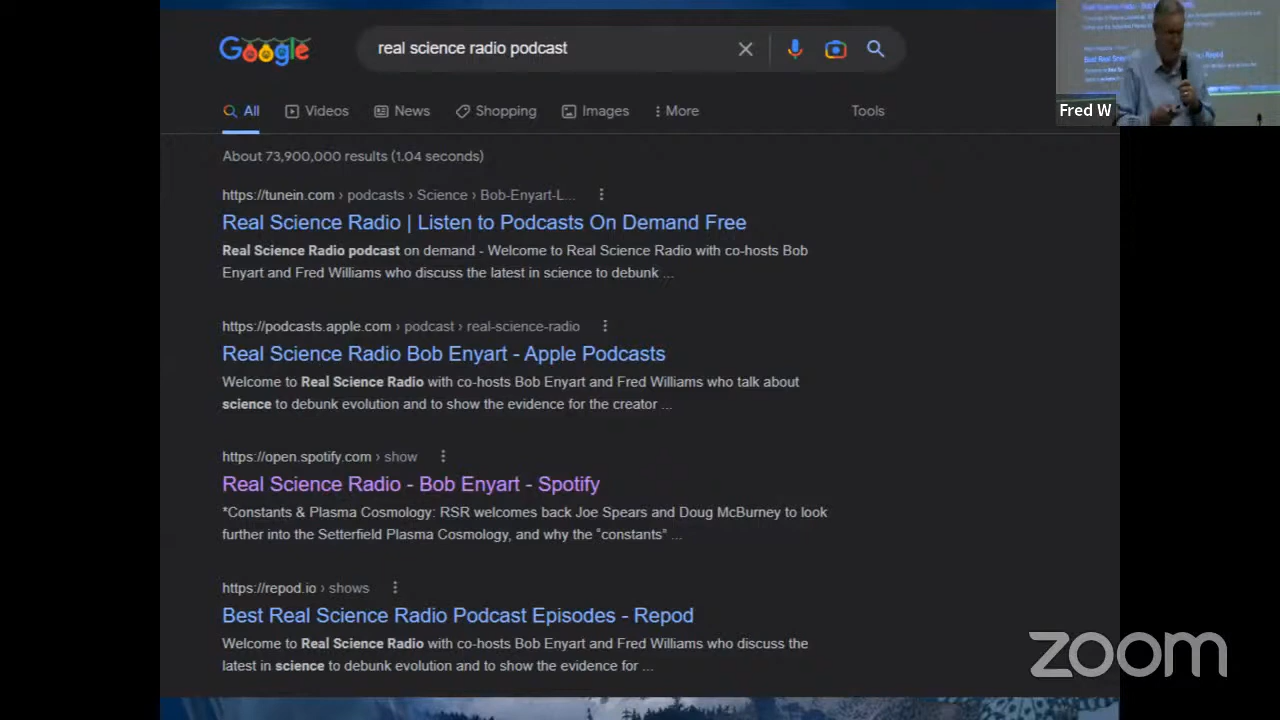 Google
real science radio podcast
All Videos News Shopping Images More Tools
About 73,900,000 results (1.04 seconds)
https://tunein.com › podcasts › Science › Bob-Enyart-L...
Real Science Radio | Listen to Podcasts On Demand Free
Real Science Radio podcast on demand - Welcome to Real Science Radio with co-hosts Bob
Enyart and Fred Williams who discuss the latest in science to debunk ...
https://podcasts.apple.com › podcast › real-science-radio
Real Science Radio Bob Enyart - Apple Podcasts
Welcome to Real Science Radio with co-hosts Bob Enyart and Fred Williams who talk about
science to debunk evolution and to show the evidence for the creator ...
https://open.spotify.com › show
Real Science Radio - Bob Enyart - Spotify
*Constants & Plasma Cosmology: RSR welcomes back Joe Spears and Doug McBurney to look
further into the Setterfield Plasma Cosmology, and why the “constants” ...
https://repod.io › shows
Best Real Science Radio Podcast Episodes - Repod
Welcome to Real Science Radio with co-hosts Bob Enyart and Fred Williams who discuss the
latest in science to debunk evolution and to show the evidence for ...
Fred W
zoom